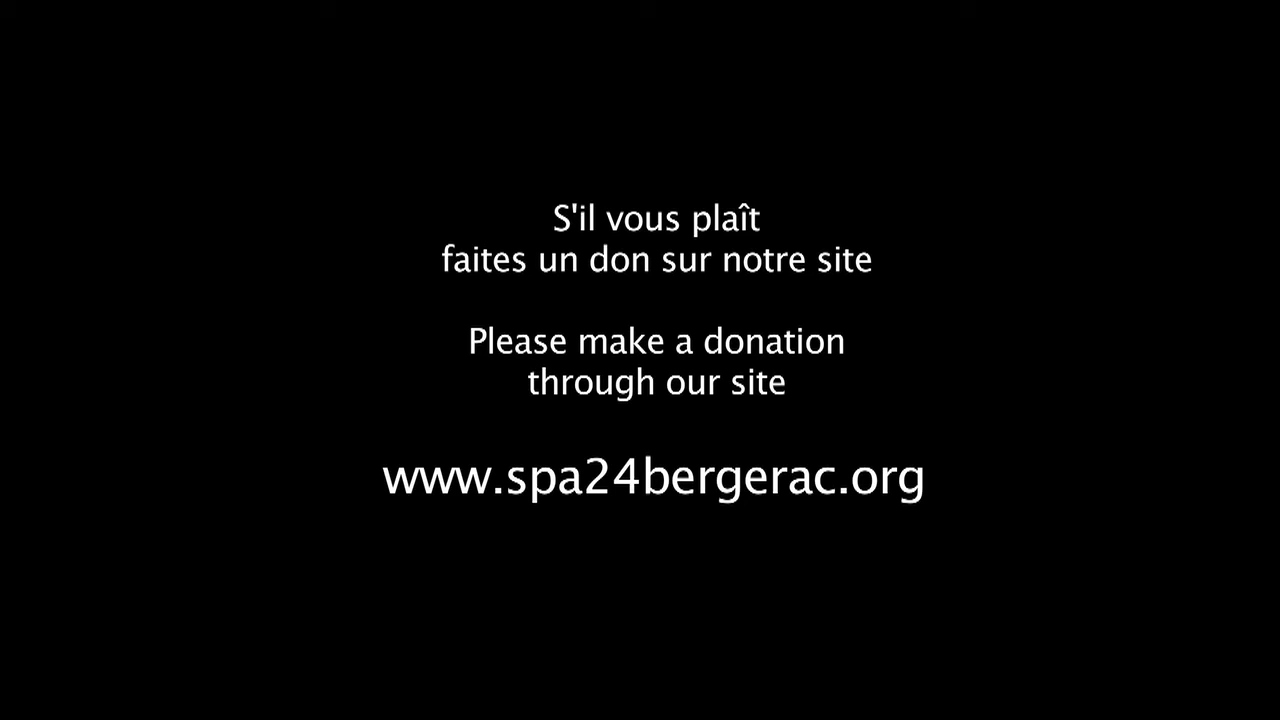 S'il vous plaît
faites un don sur notre site
Please make a donation
through our site
www.spa24bergerac.org